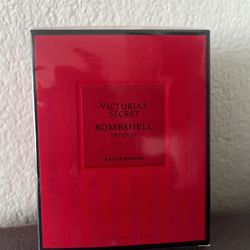 VICTORIA'S
SECRET
BOMBSHELL
INTENSE
EAU DE PARFUM